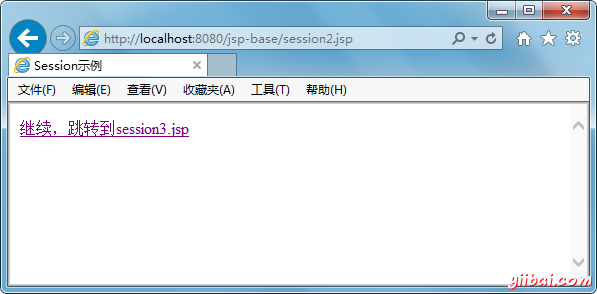 http://localhost:8080/jsp-base/session2.jsp
Session示例
文件(F) 编辑(E) 查看(V) 收藏夹(A) 工具(T) 帮助(H)
继续，跳转到session3.jsp
yiibai.com